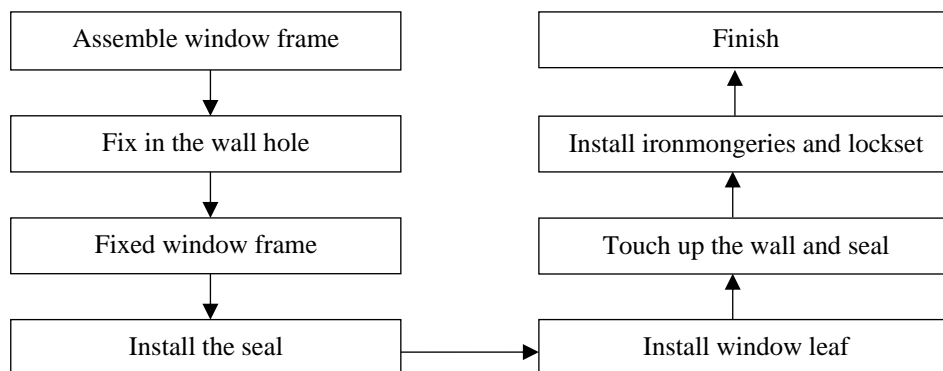 Assemble window frame
Fix in the wall hole
Fixed window frame
Install the seal
Install window leaf
Touch up the wall and seal
Install ironmongeries and lockset
Finish